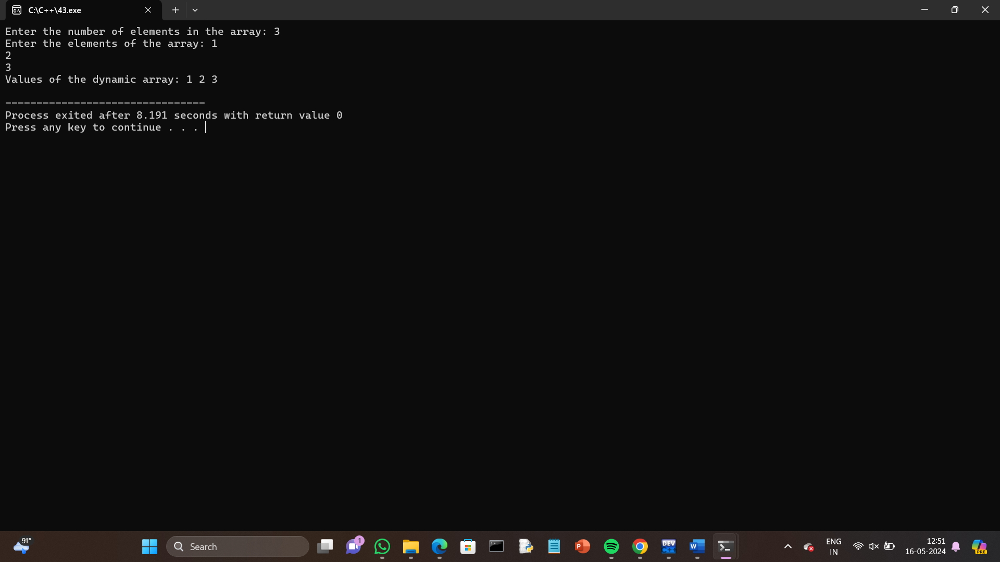 C:\C++\43.exe
Enter the number of elements in the array: 3
Enter the elements of the array: 1
2
3
Values of the dynamic array: 1 2 3
--------------------------------
Process exited after 8.191 seconds with return value 0
Press any key to continue . . .
91°
Search
1
P
DEV
C++
W
ENG
IN
12:51
16-05-2024
PRE